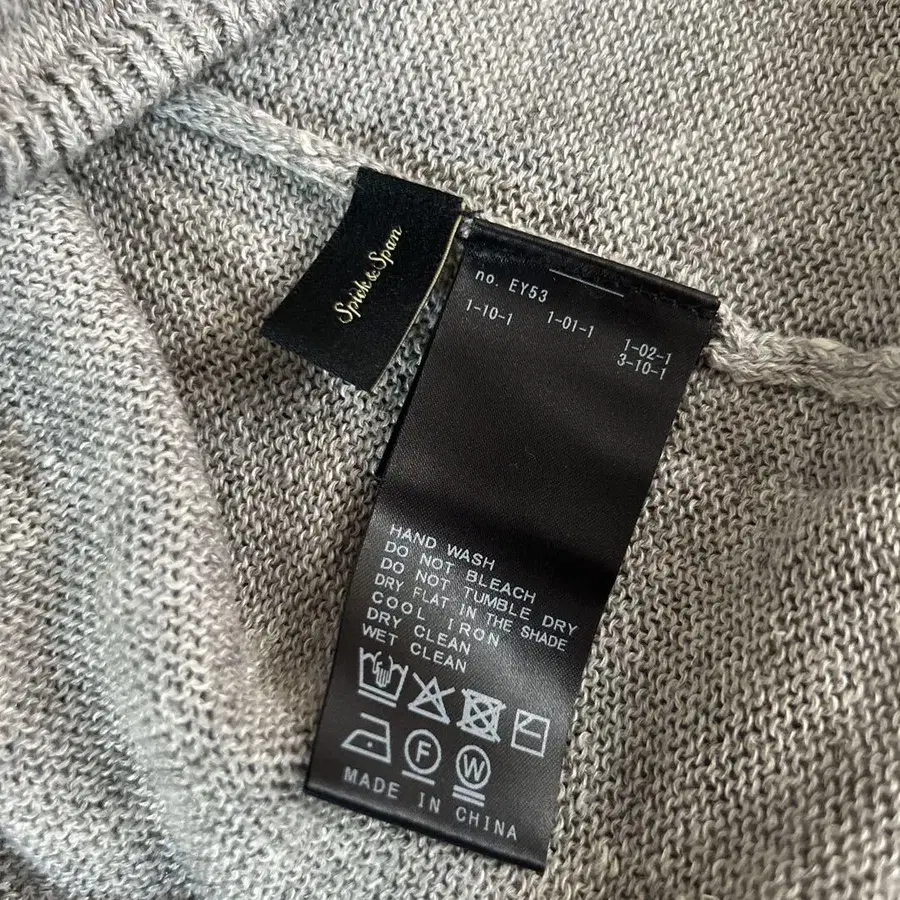 Spick & Span
no. EY53
1-10-1 1-01-1 1-02-1
3-10-1
HAND WASH
DO NOT BLEACH
DO NOT TUMBLE DRY
DRY FLAT IN THE SHADE
COOL IRON
DRY CLEAN
WET CLEAN
F W
MADE IN CHINA